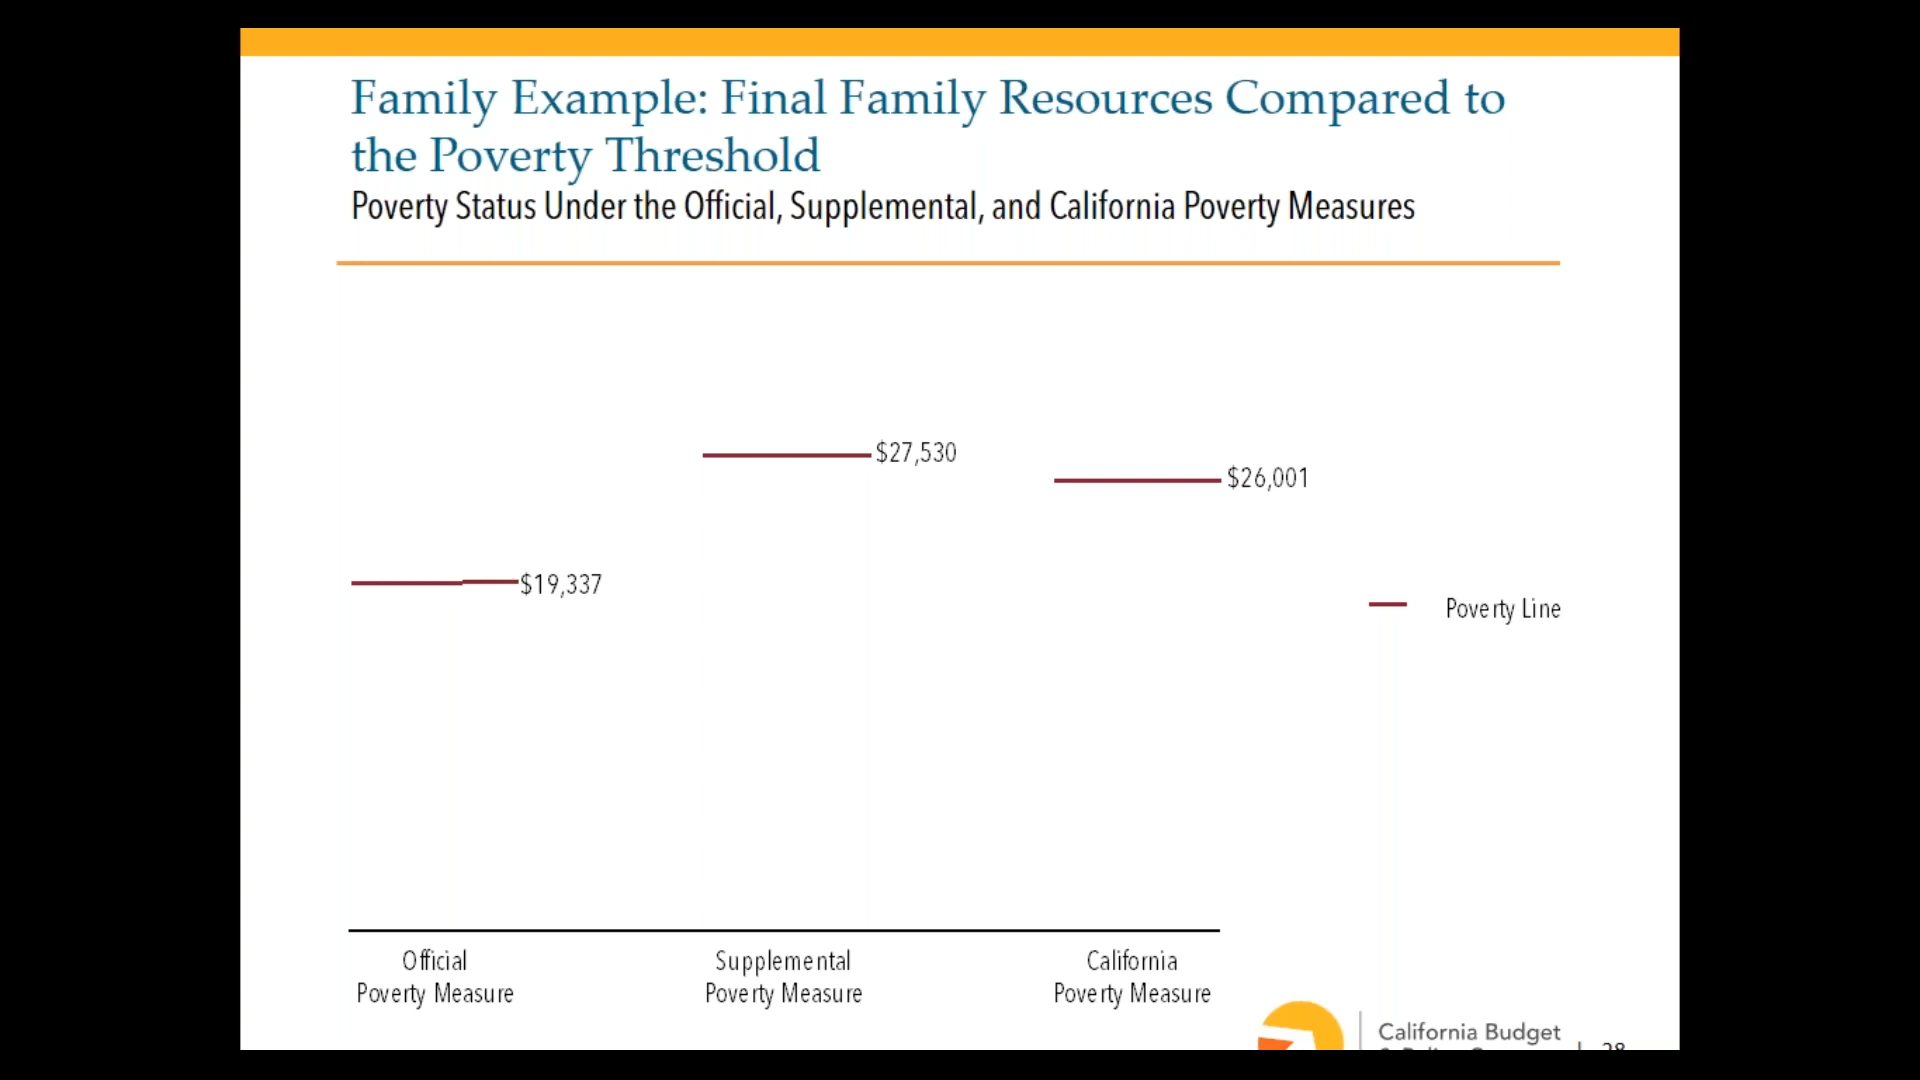 Family Example: Final Family Resources Compared to
the Poverty Threshold
Poverty Status Under the Official, Supplemental, and California Poverty Measures
$27,530
$26,001
$19,337
Poverty Line
Official
Poverty Measure
Supplemental
Poverty Measure
California
Poverty Measure
California Budget